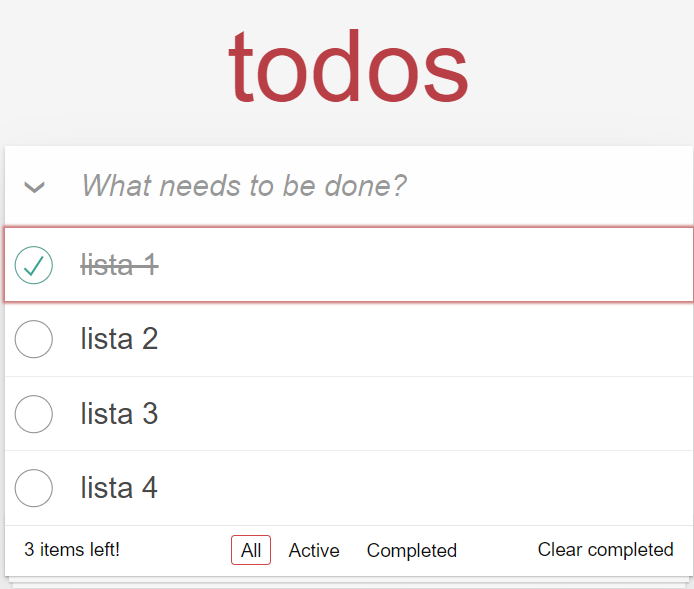 todos
What needs to be done?
lista 1
lista 2
lista 3
lista 4
3 items left! All Active Completed Clear completed